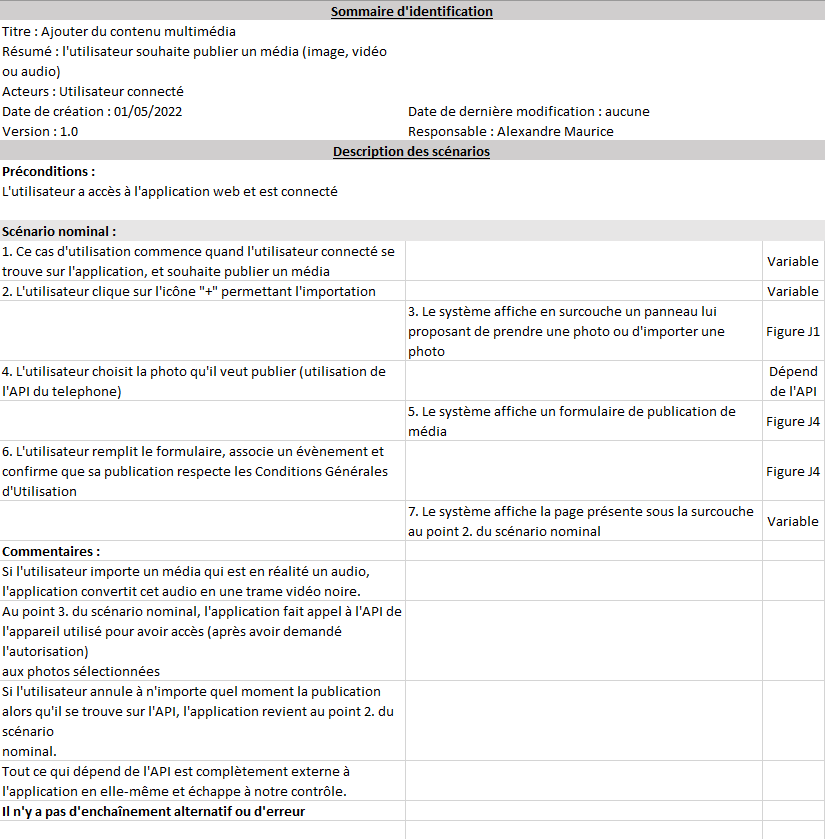 Sommaire d'identification
Titre : Ajouter du contenu multimédia
Résumé : l'utilisateur souhaite publier un média (image, vidéo
ou audio)
Acteurs : Utilisateur connecté
Date de création : 01/05/2022
Date de dernière modification : aucune
Version : 1.0
Responsable : Alexandre Maurice
Description des scénarios
Préconditions :
L'utilisateur a accès à l'application web et est connecté
Scénario nominal :
1. Ce cas d'utilisation commence quand l'utilisateur connecté se
trouve sur l'application, et souhaite publier un média
Variable
2. L'utilisateur clique sur l'icône "+" permettant l'importation
Variable
3. Le système affiche en surcouche un panneau lui
proposant de prendre une photo ou d'importer une
photo
Figure J1
4. L'utilisateur choisit la photo qu'il veut publier (utilisation de
l'API du telephone)
Dépend
de l'API
5. Le système affiche un formulaire de publication de
média
Figure J4
6. L'utilisateur remplit le formulaire, associe un évènement et
confirme que sa publication respecte les Conditions Générales
d'Utilisation
Figure J4
7. Le système affiche la page présente sous la surcouche
au point 2. du scénario nominal
Variable
Commentaires :
Si l'utilisateur importe un média qui est en réalité un audio,
l'application convertit cet audio en une trame vidéo noire.
Au point 3. du scénario nominal, l'application fait appel à l'API de
l'appareil utilisé pour avoir accès (après avoir demandé
l'autorisation)
aux photos sélectionnées
Si l'utilisateur annule à n'importe quel moment la publication
alors qu'il se trouve sur l'API, l'application revient au point 2. du
scénario
nominal.
Tout ce qui dépend de l'API est complètement externe à
l'application en elle-même et échappe à notre contrôle.
Il n'y a pas d'enchaînement alternatif ou d'erreur